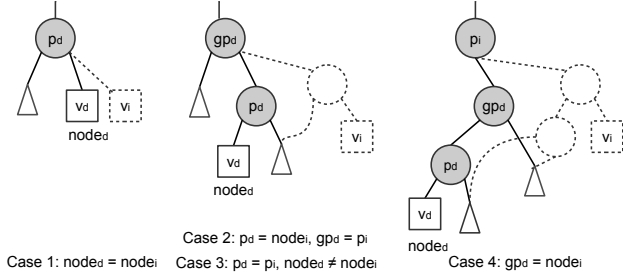 pd
vd
vi
noded
Case 1: noded = nodei
gpd
pd
vd
vi
noded
Case 2: pd = nodei, gpd = pi
Case 3: pd = pi, noded ≠ nodei
pi
gpd
vi
pd
vd
noded
Case 4: gpd = nodei